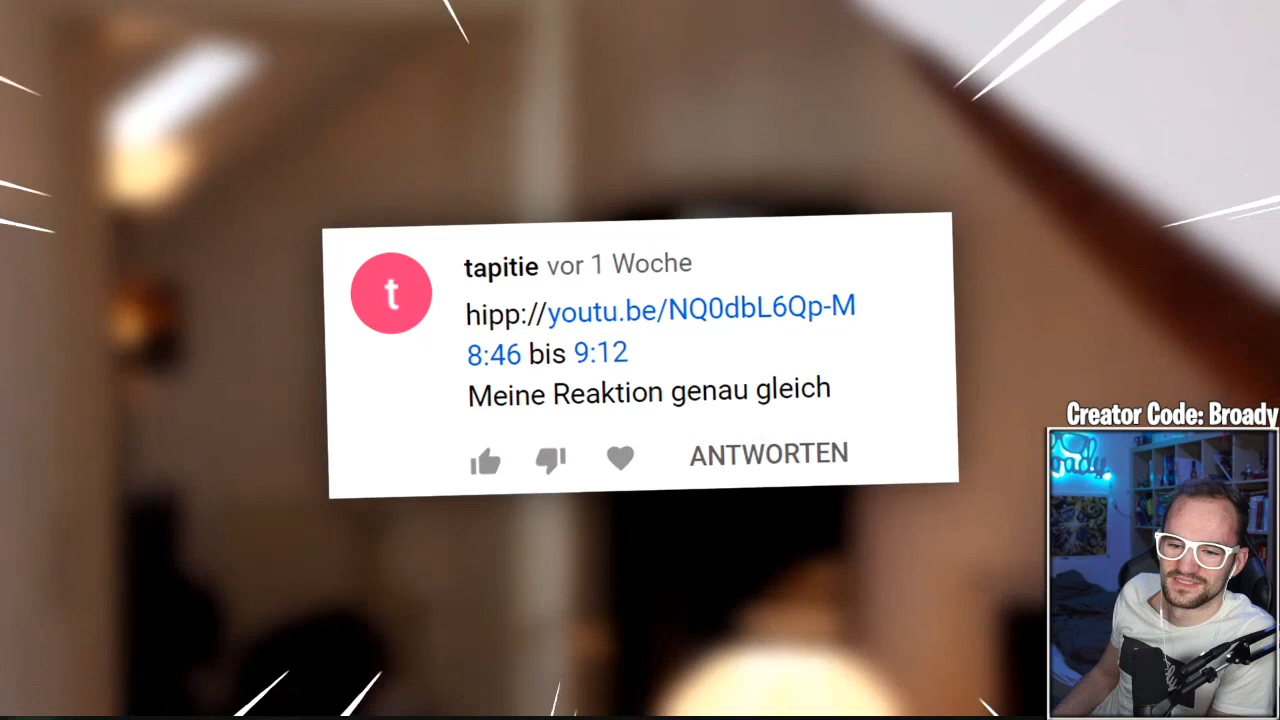 tapitie vor 1 Woche
hipp://youtu.be/NQ0dbL6Qp-M
8:46 bis 9:12
Meine Reaktion genau gleich
ANTWORTEN
t
Creator Code: Broady